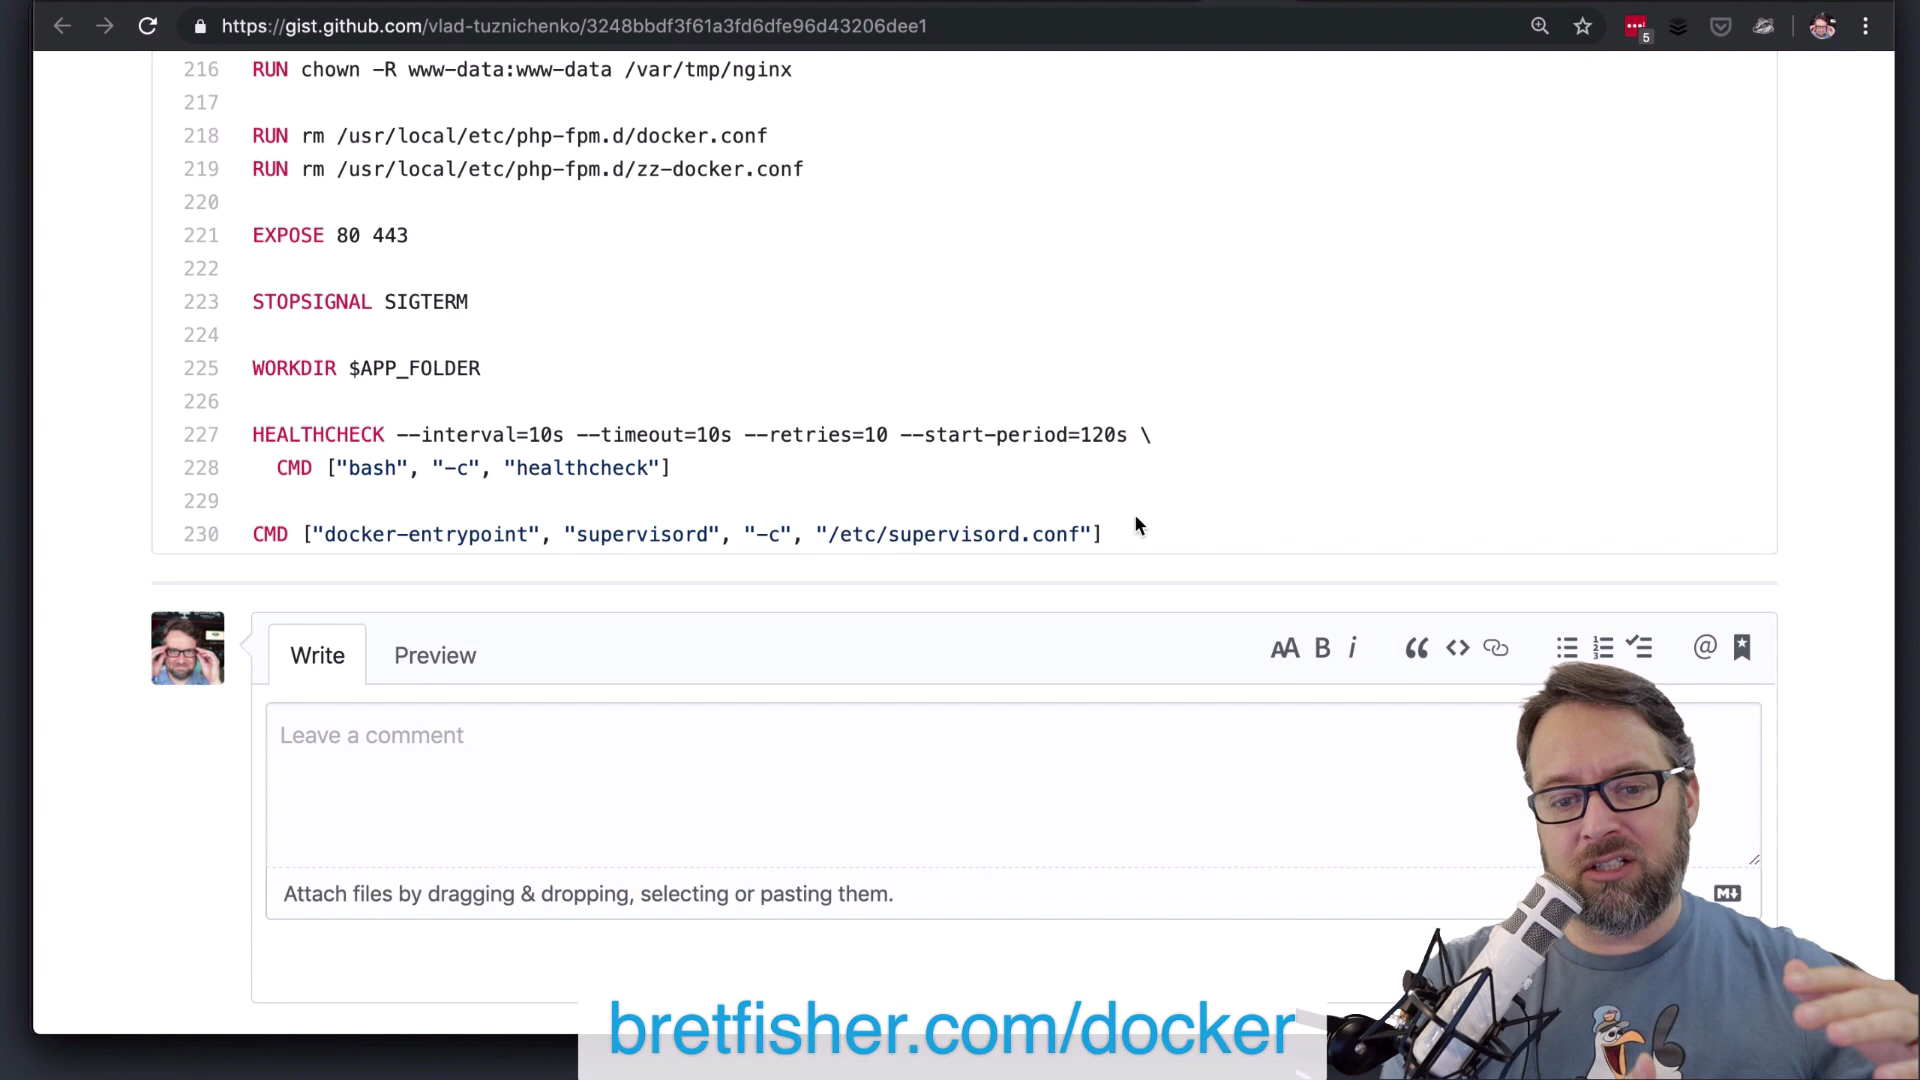 https://gist.github.com/vlad-tuznichenko/3248bbdf3f61a3fd6dfe96d43206dee1
5
216 RUN chown -R www-data:www-data /var/tmp/nginx
217
218 RUN rm /usr/local/etc/php-fpm.d/docker.conf
219 RUN rm /usr/local/etc/php-fpm.d/zz-docker.conf
220
221 EXPOSE 80 443
222
223 STOPSIGNAL SIGTERM
224
225 WORKDIR $APP_FOLDER
226
227 HEALTHCHECK --interval=10s --timeout=10s --retries=10 --start-period=120s \
228 CMD ["bash", "-c", "healthcheck"]
229
230 CMD ["docker-entrypoint", "supervisord", "-c", "/etc/supervisord.conf"]
Write Preview
Leave a comment
Attach files by dragging & dropping, selecting or pasting them.
bretfisher.com/docker